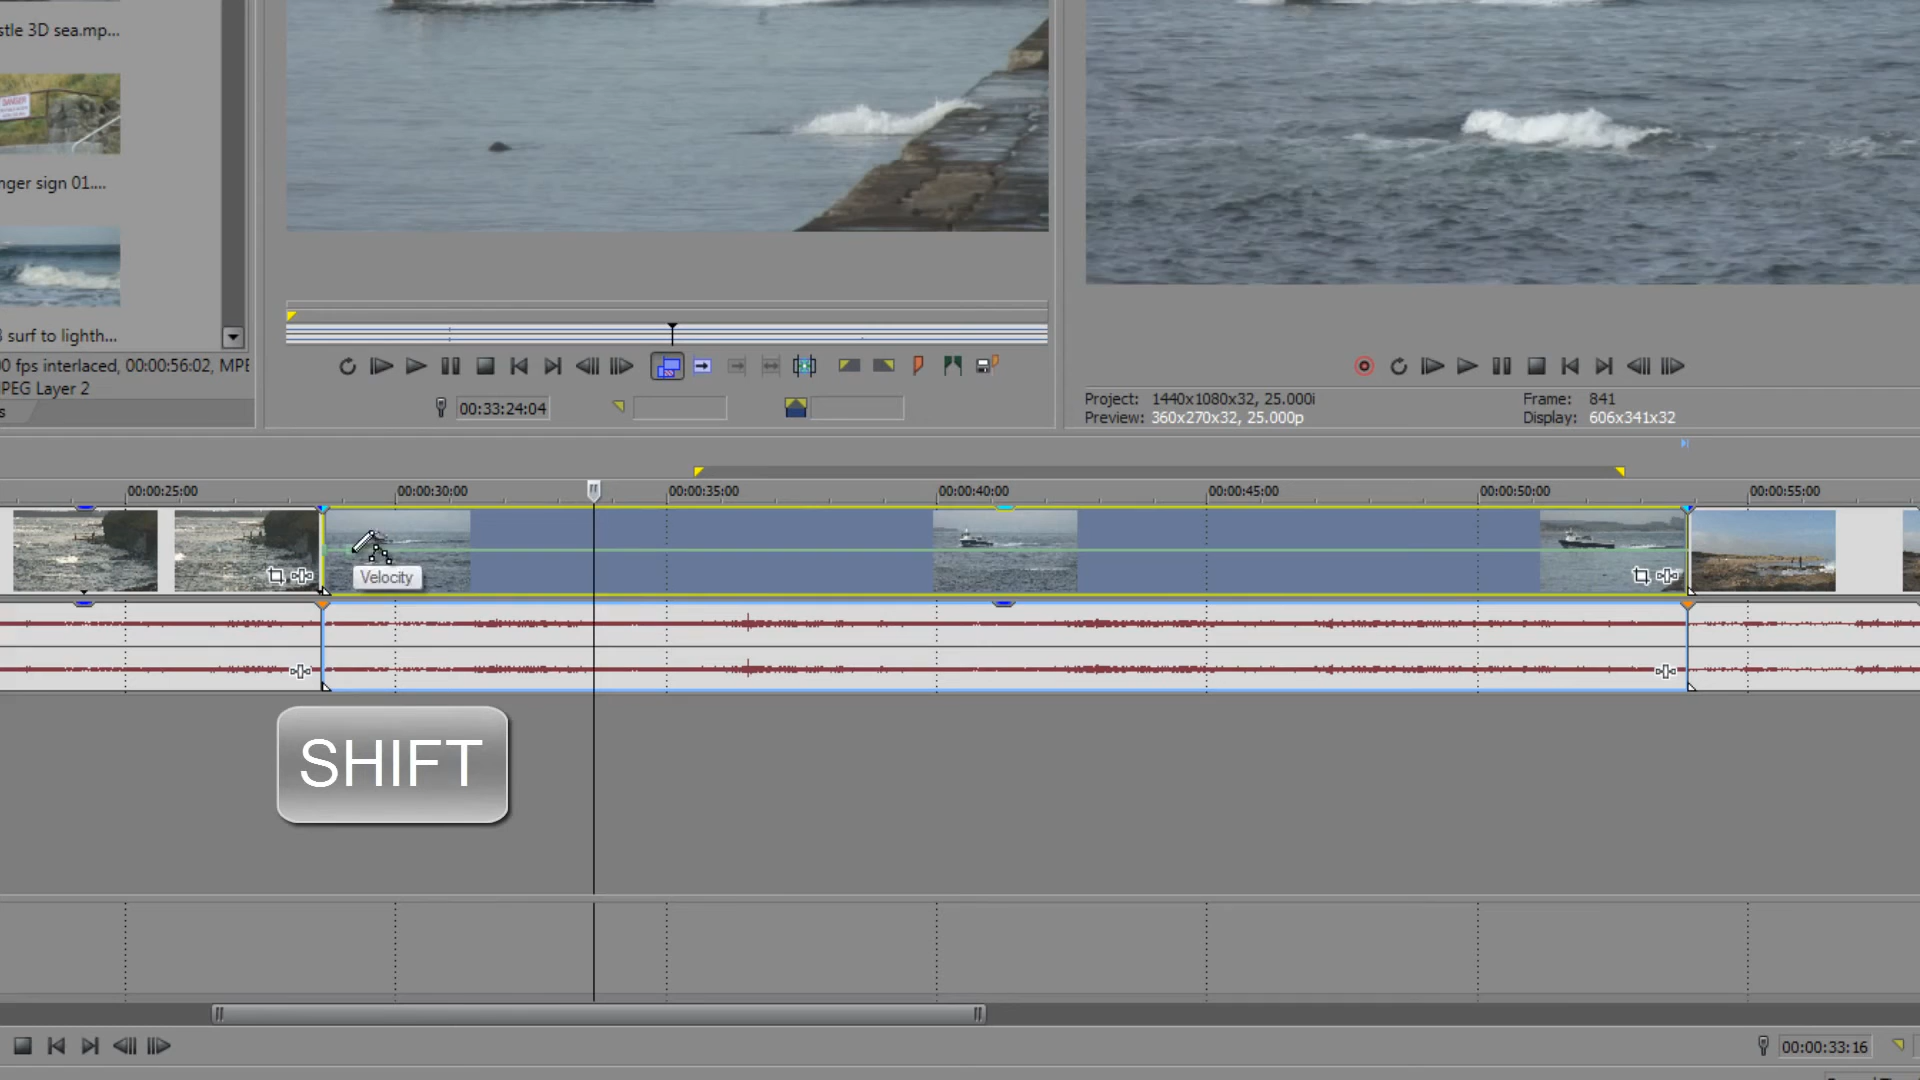 stle 3D sea.mp...
DANGER
nger sign 01....
surf to lighth...
0 fps interlaced, 00:00:56:02, MPE
PEG Layer 2
s
00:33:24:04
Project: 1440x1080x32, 25.000i
Preview: 360x270x32, 25.000p
Frame: 841
Display: 606x341x32
00:00:25:00
00:00:30:00
00:00:35:00
00:00:40:00
00:00:45:00
00:00:50:00
00:00:55:00
Velocity
SHIFT
00:00:33:16